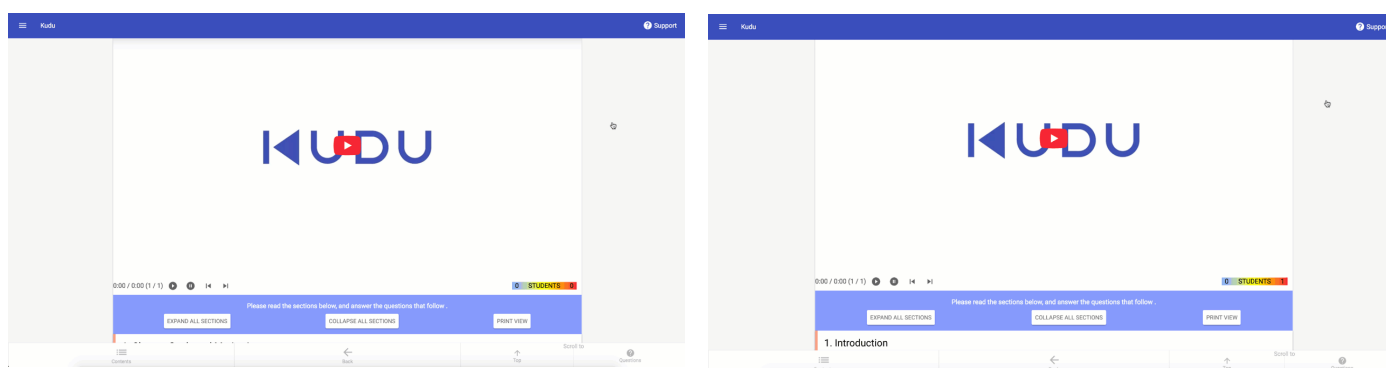 Kudu
Support
KUDU
0:00 / 0:00 (1 / 1)
0 STUDENTS 0
Please read the sections below, and answer the questions that follow .
EXPAND ALL SECTIONS
COLLAPSE ALL SECTIONS
PRINT VIEW
Scroll to
Contents
Back
Top
Questions
Kudu
Suppo
KUDU
0:00 / 0:00 (1 / 1)
0 STUDENTS 1
Please read the sections below, and answer the questions that follow .
EXPAND ALL SECTIONS
COLLAPSE ALL SECTIONS
PRINT VIEW
1. Introduction
Scroll to